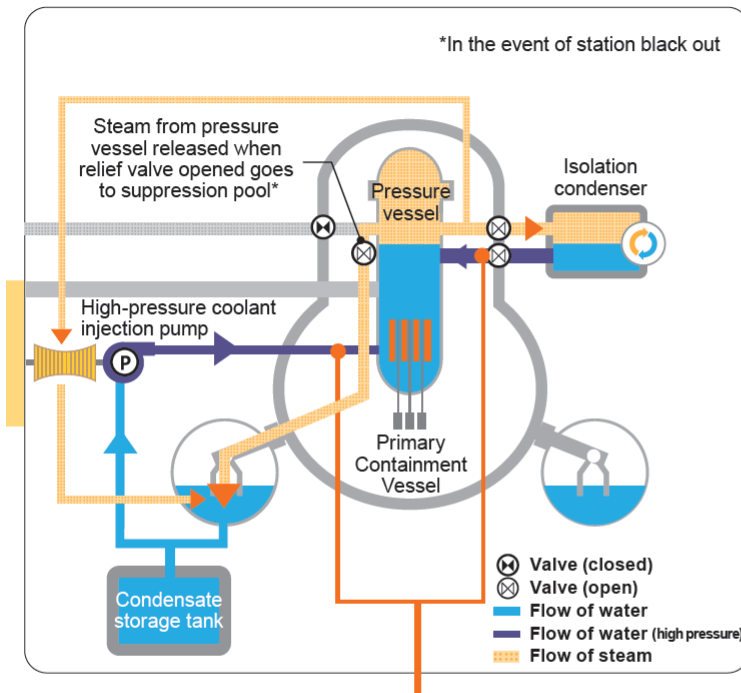 *In the event of station black out
Steam from pressure
vessel released when
relief valve opened goes
to suppression pool*
Pressure
vessel
Isolation
condenser
High-pressure coolant
injection pump
P
Primary
Containment
Vessel
Condensate
storage tank
Valve (closed)
Valve (open)
Flow of water
Flow of water (high pressure)
Flow of steam